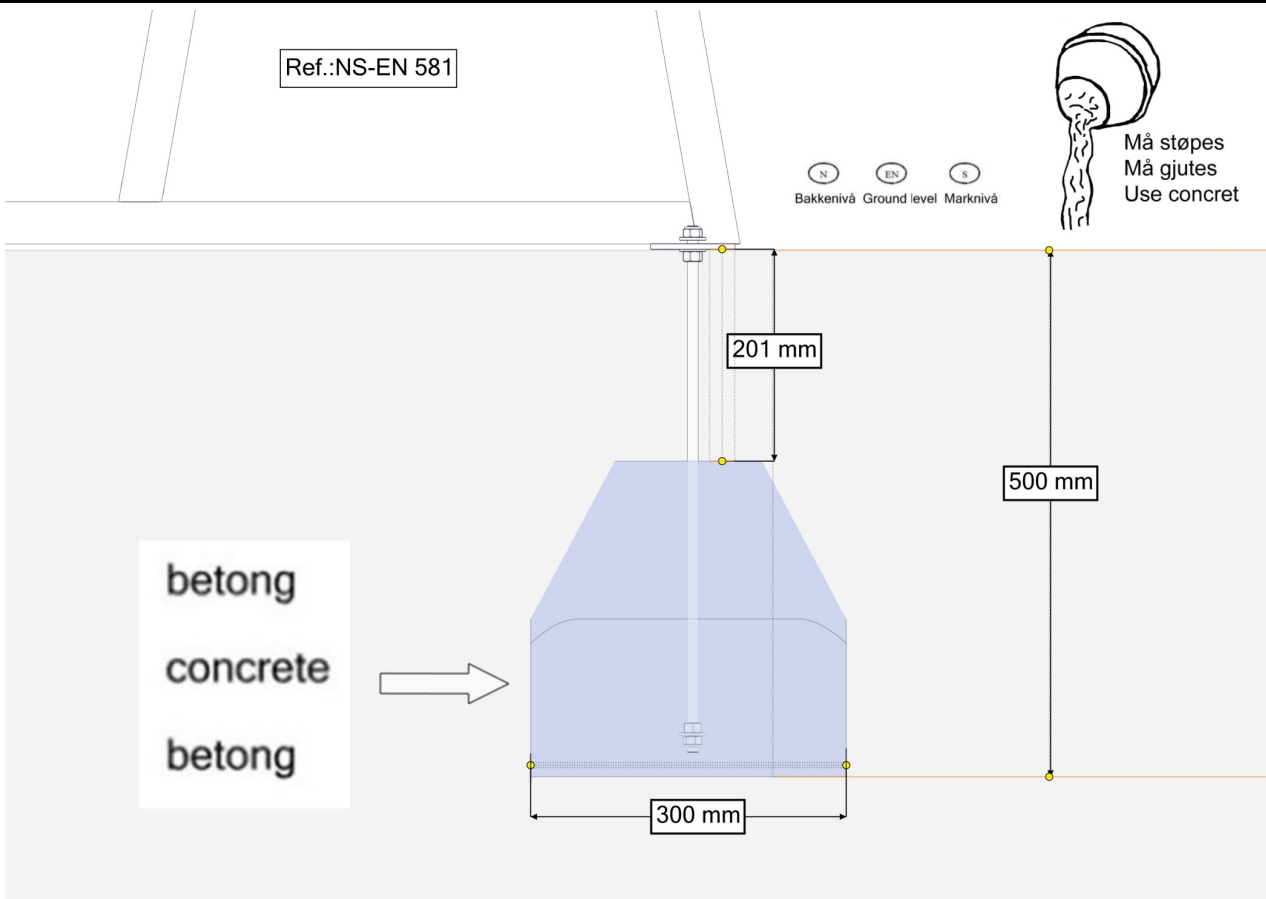 Ref.:NS-EN 581
Må støpes
Må gjutes
Use concret
N EN S
Bakkenivå Ground level Marknivå
201 mm
500 mm
betong
concrete
betong
300 mm